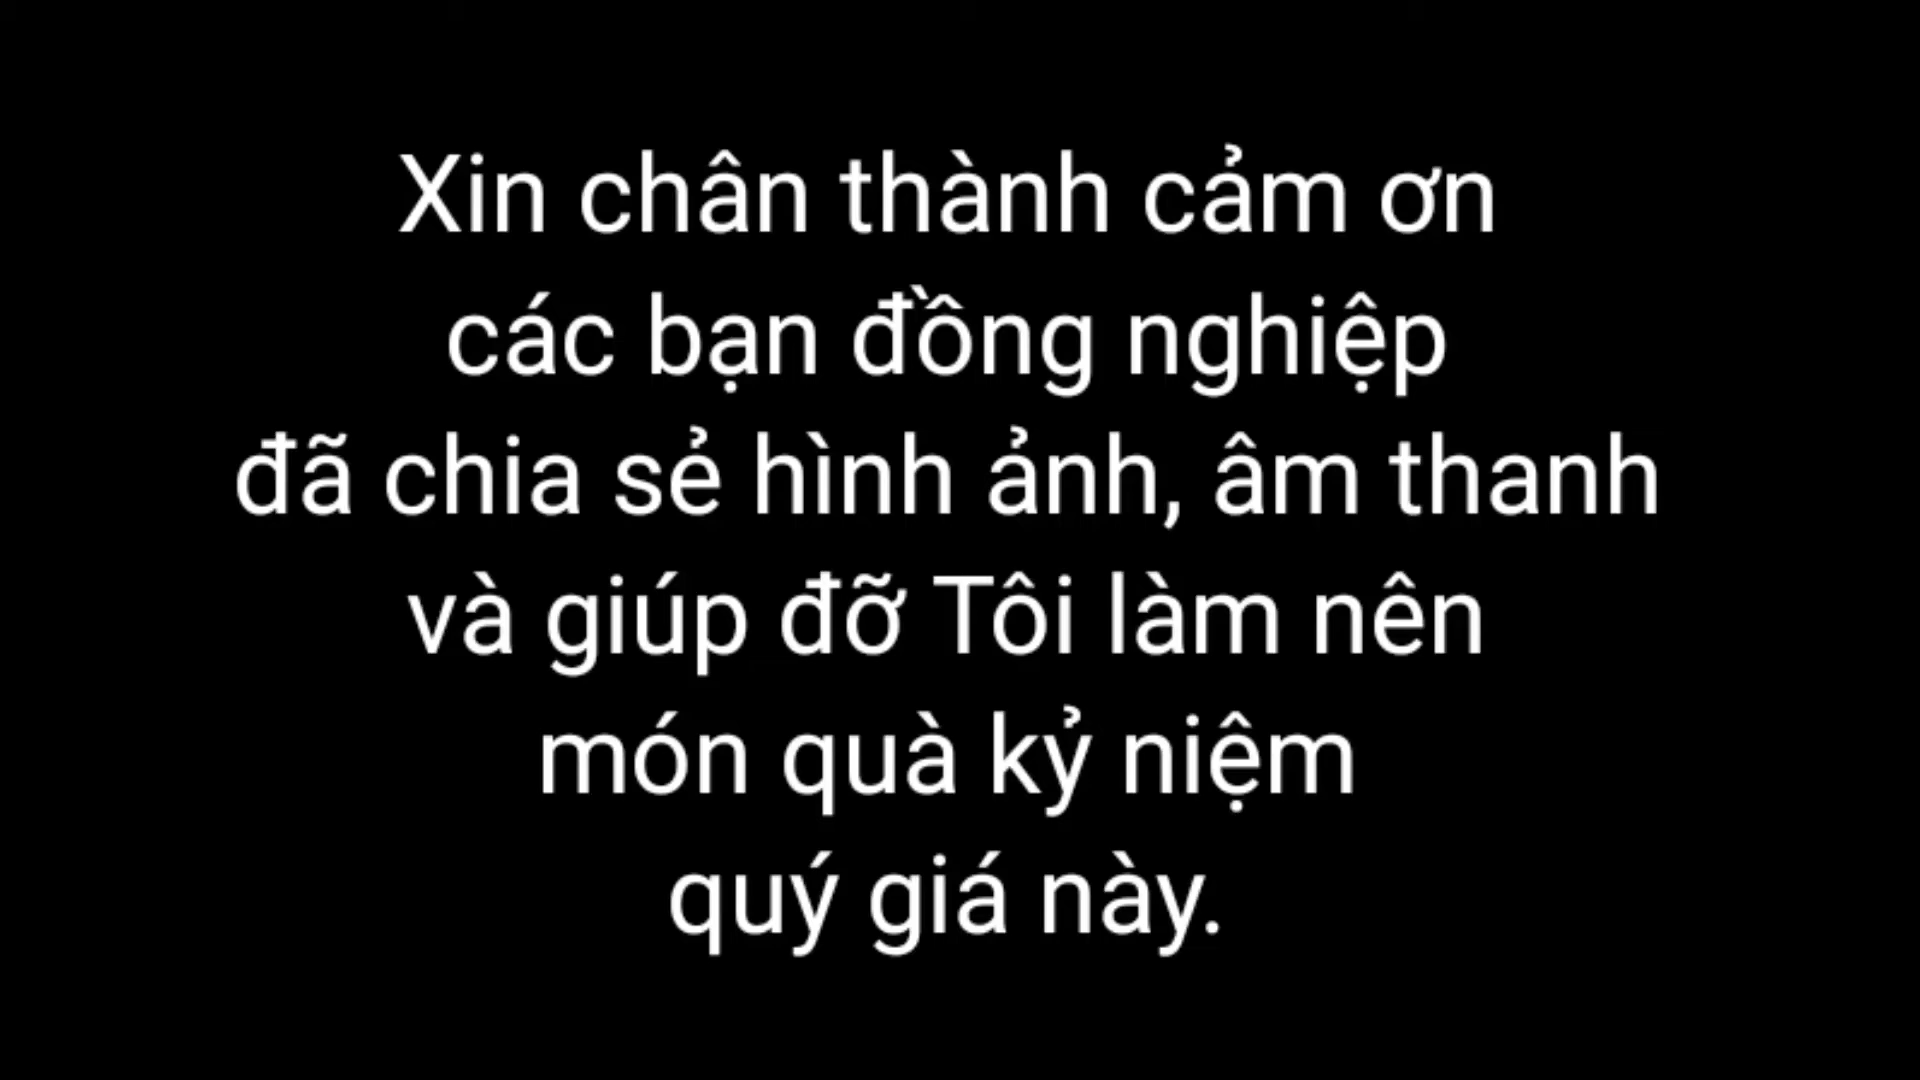 Xin chân thành cảm ơn
các bạn đồng nghiệp
đã chia sẻ hình ảnh, âm thanh
và giúp đỡ Tôi làm nên
món quà kỷ niệm
quý giá này.